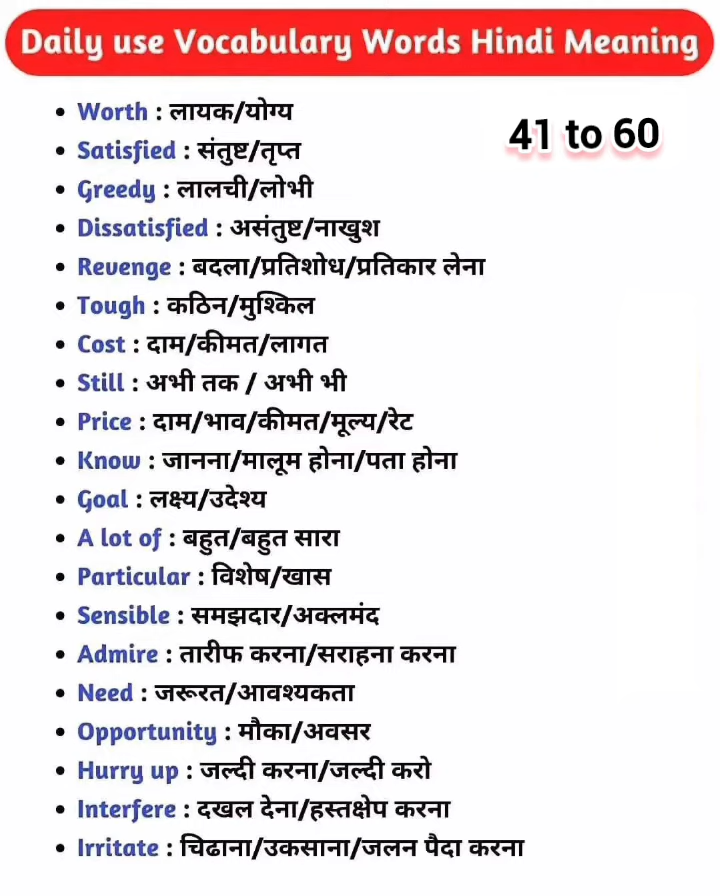 Daily use Vocabulary Words Hindi Meaning
41 to 60
• Worth : लायक/योग्य
• Satisfied : संतुष्ट/तृप्त
• Greedy : लालची/लोभी
• Dissatisfied : असंतुष्ट/नाखुश
• Revenge : बदला/प्रतिशोध/प्रतिकार लेना
• Tough : कठिन/मुश्किल
• Cost : दाम/कीमत/लागत
• Still : अभी तक / अभी भी
• Price : दाम/भाव/कीमत/मूल्य/रेट
• Know : जानना/मालूम होना/पता होना
• Goal : लक्ष्य/उदेश्य
• A lot of : बहुत/बहुत सारा
• Particular : विशेष/खास
• Sensible : समझदार/अक्लमंद
• Admire : तारीफ करना/सराहना करना
• Need : जरूरत/आवश्यकता
• Opportunity : मौका/अवसर
• Hurry up : जल्दी करना/जल्दी करो
• Interfere : दखल देना/हस्तक्षेप करना
• Irritate : चिढाना/उकसाना/जलन पैदा करना